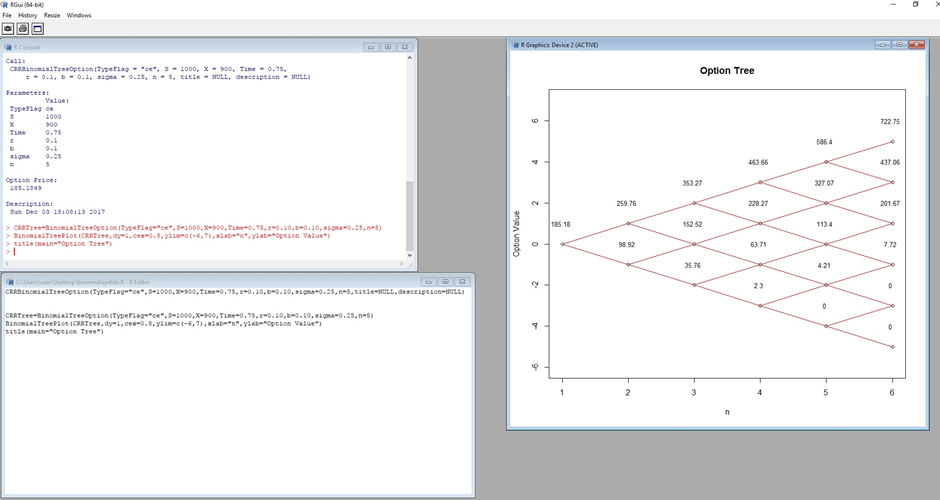 RGui (64-bit)
File History Resize Windows
R Console
Call:
CRRBinomialTreeOption(TypeFlag = "ce", S = 1000, X = 900, Time = 0.75,
r = 0.1, b = 0.1, sigma = 0.25, n = 5, title = NULL, description = NULL)
Parameters:
Value:
TypeFlag ce
S 1000
X 900
Time 0.75
r 0.1
b 0.1
sigma 0.25
n 5
Option Price:
185.1849
Description:
Sun Dec 03 18:08:13 2017
> CRRTree=BinomialTreeOption(TypeFlag="ce",S=1000,X=900,Time=0.75,r=0.10,b=0.10,sigma=0.25,n=5)
> BinomialTreePlot(CRRTree,dy=1,cex=0.8,ylim=c(-6,7),xlab="n",ylab="Option Value")
> title(main="Option Tree")
>
R Editor
CRRBinomialTreeOption(TypeFlag="ce",S=1000,X=900,Time=0.75,r=0.10,b=0.10,sigma=0.25,n=5,title=NULL,description=NULL)
CRRTree=BinomialTreeOption(TypeFlag="ce",S=1000,X=900,Time=0.75,r=0.10,b=0.10,sigma=0.25,n=5)
BinomialTreePlot(CRRTree,dy=1,cex=0.8,ylim=c(-6,7),xlab="n",ylab="Option Value")
title(main="Option Tree")
R Graphics: Device 2 (ACTIVE)
Option Tree
722.75
586.4
463.66 437.06
353.27 327.07
259.76 228.27 201.67
185.18 152.52 113.4
98.92 63.71 7.72
35.76 4.21
2.3 0
0
0
6
4
2
0
-2
-4
-6
Option Value
1 2 3 4 5 6
n